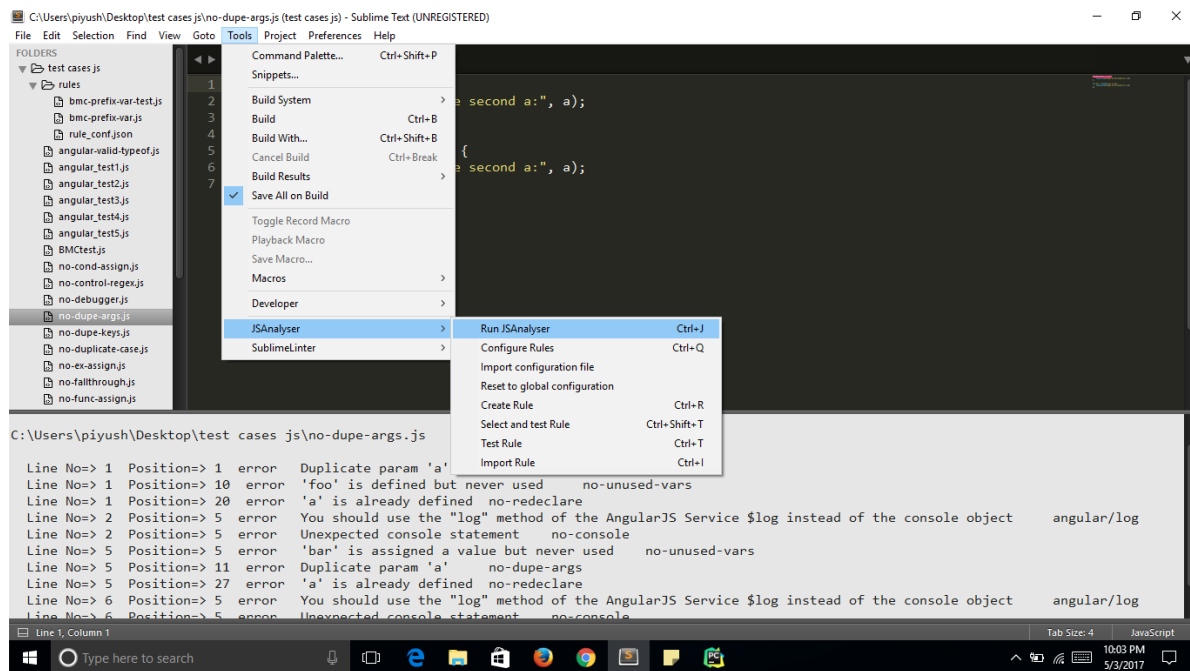 C:\Users\piyush\Desktop\test cases js\no-dupe-args.js (test cases js) - Sublime Text (UNREGISTERED)
File Edit Selection Find View Goto Tools Project Preferences Help
FOLDERS
test cases js
rules
bmc-prefix-var-test.js
bmc-prefix-var.js
rule_conf.json
angular-valid-typeof.js
angular_test1.js
angular_test2.js
angular_test3.js
angular_test4.js
angular_test5.js
BMCtest.js
no-cond-assign.js
no-control-regex.js
no-debugger.js
no-dupe-args.js
no-dupe-keys.js
no-duplicate-case.js
no-ex-assign.js
no-fallthrough.js
no-func-assign.js
1
2 second a:", a);
3
4
5 {
6 second a:", a);
7
Command Palette... Ctrl+Shift+P
Snippets...
Build System
Build Ctrl+B
Build With... Ctrl+Shift+B
Cancel Build Ctrl+Break
Build Results
Save All on Build
Toggle Record Macro
Playback Macro
Save Macro...
Macros
Developer
JSAnalyser
SublimeLinter
Run JSAnalyser Ctrl+J
Configure Rules Ctrl+Q
Import configuration file
Reset to global configuration
Create Rule Ctrl+R
Select and test Rule Ctrl+Shift+T
Test Rule Ctrl+T
Import Rule Ctrl+I
C:\Users\piyush\Desktop\test cases js\no-dupe-args.js
Line No=> 1 Position=> 1 error Duplicate param 'a'
Line No=> 1 Position=> 10 error 'foo' is defined but never used no-unused-vars
Line No=> 1 Position=> 20 error 'a' is already defined no-redeclare
Line No=> 2 Position=> 5 error You should use the "log" method of the AngularJS Service $log instead of the console object angular/log
Line No=> 2 Position=> 5 error Unexpected console statement no-console
Line No=> 5 Position=> 5 error 'bar' is assigned a value but never used no-unused-vars
Line No=> 5 Position=> 11 error Duplicate param 'a' no-dupe-args
Line No=> 5 Position=> 27 error 'a' is already defined no-redeclare
Line No=> 6 Position=> 5 error You should use the "log" method of the AngularJS Service $log instead of the console object angular/log
Line No=> 6 Position=> 5 error Unexpected console statement no-console
Line 1, Column 1
Tab Size: 4 JavaScript
Type here to search
10:03 PM
5/3/2017